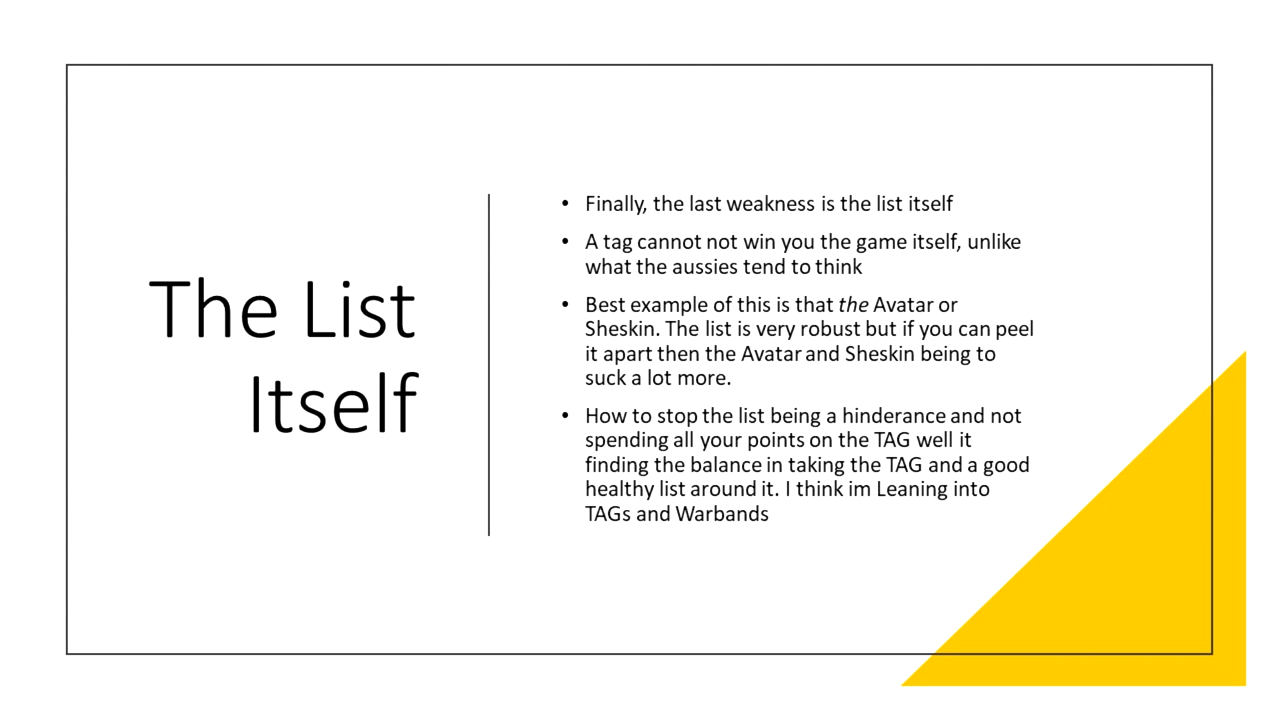 The List
Itself
• Finally, the last weakness is the list itself
• A tag cannot not win you the game itself, unlike
what the aussies tend to think
• Best example of this is that the Avatar or
Sheskin. The list is very robust but if you can peel
it apart then the Avatar and Sheskin being to
suck a lot more.
• How to stop the list being a hinderance and not
spending all your points on the TAG well it
finding the balance in taking the TAG and a good
healthy list around it. I think im Leaning into
TAGs and Warbands